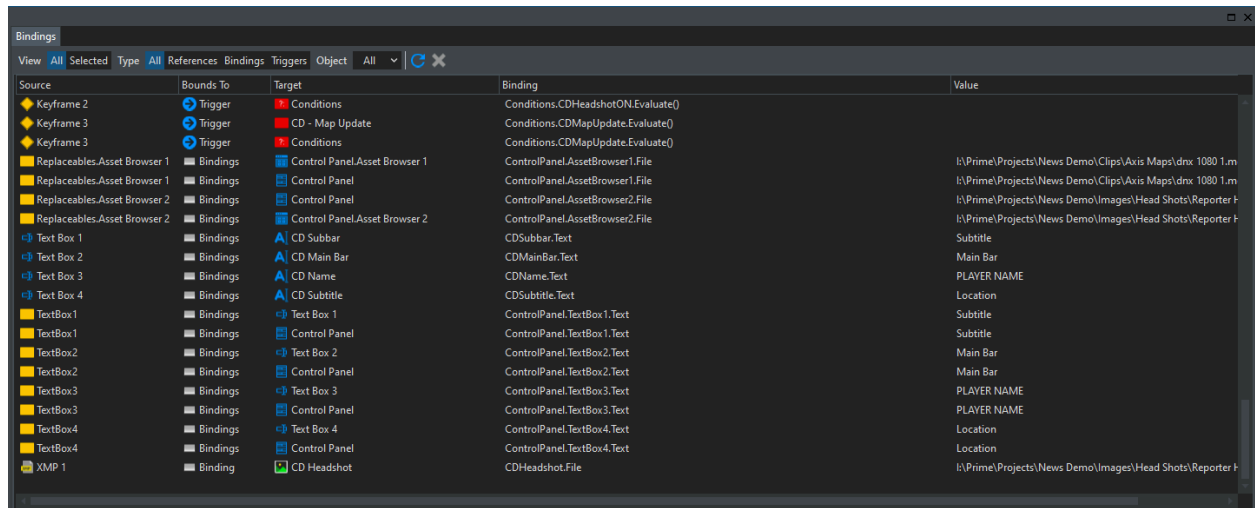 Bindings
View All Selected Type All References Bindings Triggers Object All
Source Bounds To Target Binding Value
Keyframe 2 Trigger Conditions Conditions.CDHeadshotON.Evaluate()
Keyframe 3 Trigger CD - Map Update Conditions.CDMapUpdate.Evaluate()
Keyframe 3 Trigger Conditions Conditions.CDMapUpdate.Evaluate()
Replaceables.Asset Browser 1 Bindings Control Panel.Asset Browser 1 ControlPanel.AssetBrowser1.File I:\Prime\Projects\News Demo\Clips\Axis Maps\dnx 1080 1.m
Replaceables.Asset Browser 1 Bindings Control Panel ControlPanel.AssetBrowser1.File I:\Prime\Projects\News Demo\Clips\Axis Maps\dnx 1080 1.m
Replaceables.Asset Browser 2 Bindings Control Panel ControlPanel.AssetBrowser2.File I:\Prime\Projects\News Demo\Images\Head Shots\Reporter H
Replaceables.Asset Browser 2 Bindings Control Panel.Asset Browser 2 ControlPanel.AssetBrowser2.File I:\Prime\Projects\News Demo\Images\Head Shots\Reporter H
Text Box 1 Bindings CD Subbar CDSubbar.Text Subtitle
Text Box 2 Bindings CD Main Bar CDMainBar.Text Main Bar
Text Box 3 Bindings CD Name CDName.Text PLAYER NAME
Text Box 4 Bindings CD Subtitle CDSubtitle.Text Location
TextBox1 Bindings Text Box 1 ControlPanel.TextBox1.Text Subtitle
TextBox1 Bindings Control Panel ControlPanel.TextBox1.Text Subtitle
TextBox2 Bindings Text Box 2 ControlPanel.TextBox2.Text Main Bar
TextBox2 Bindings Control Panel ControlPanel.TextBox2.Text Main Bar
TextBox3 Bindings Text Box 3 ControlPanel.TextBox3.Text PLAYER NAME
TextBox3 Bindings Control Panel ControlPanel.TextBox3.Text PLAYER NAME
TextBox4 Bindings Text Box 4 ControlPanel.TextBox4.Text Location
TextBox4 Bindings Control Panel ControlPanel.TextBox4.Text Location
XMP 1 Binding CD Headshot CDHeadshot.File I:\Prime\Projects\News Demo\Images\Head Shots\Reporter H